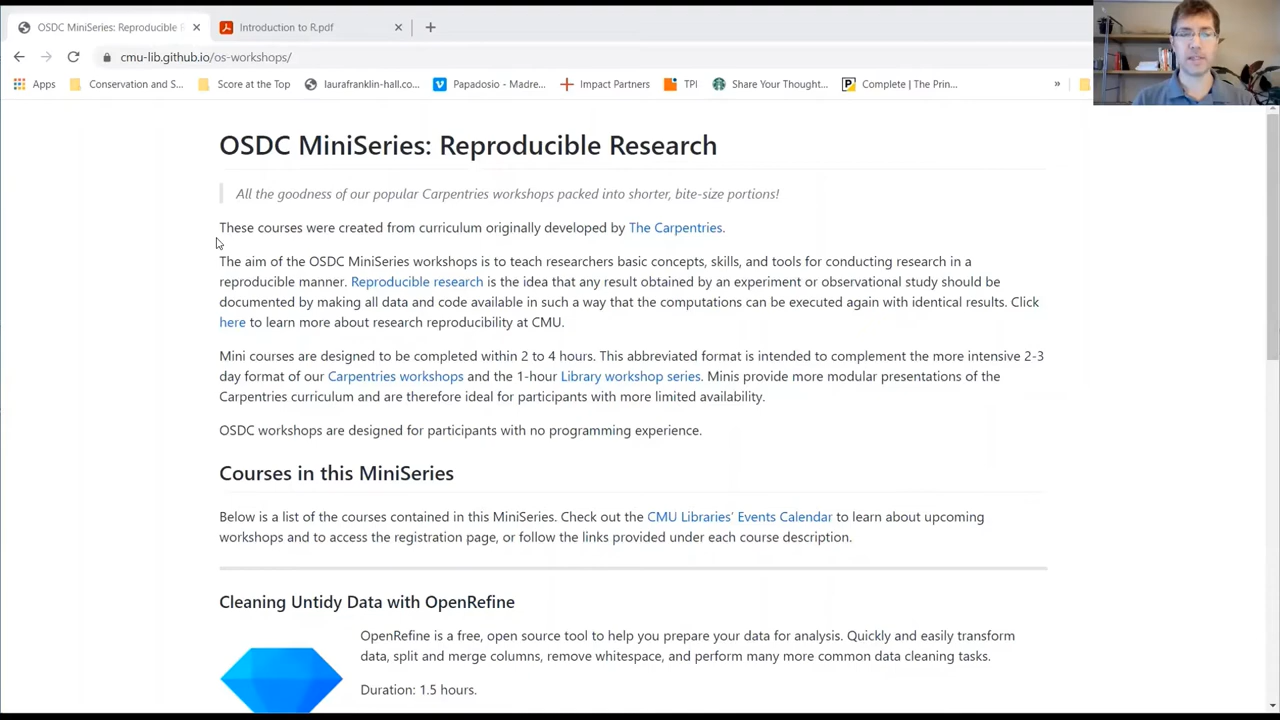 OSDC MiniSeries: Reproducible R
Introduction to R.pdf
cmu-lib.github.io/os-workshops/
Apps
Conservation and S...
Score at the Top
laurafranklin-hall.co...
Papadosio - Madre...
Impact Partners
TPI
Share Your Thought...
Complete | The Prin...
»
OSDC MiniSeries: Reproducible Research
All the goodness of our popular Carpentries workshops packed into shorter, bite-size portions!
These courses were created from curriculum originally developed by The Carpentries.
The aim of the OSDC MiniSeries workshops is to teach researchers basic concepts, skills, and tools for conducting research in a
reproducible manner. Reproducible research is the idea that any result obtained by an experiment or observational study should be
documented by making all data and code available in such a way that the computations can be executed again with identical results. Click
here to learn more about research reproducibility at CMU.
Mini courses are designed to be completed within 2 to 4 hours. This abbreviated format is intended to complement the more intensive 2-3
day format of our Carpentries workshops and the 1-hour Library workshop series. Minis provide more modular presentations of the
Carpentries curriculum and are therefore ideal for participants with more limited availability.
OSDC workshops are designed for participants with no programming experience.
Courses in this MiniSeries
Below is a list of the courses contained in this MiniSeries. Check out the CMU Libraries' Events Calendar to learn about upcoming
workshops and to access the registration page, or follow the links provided under each course description.
Cleaning Untidy Data with OpenRefine
OpenRefine is a free, open source tool to help you prepare your data for analysis. Quickly and easily transform
data, split and merge columns, remove whitespace, and perform many more common data cleaning tasks.
Duration: 1.5 hours.